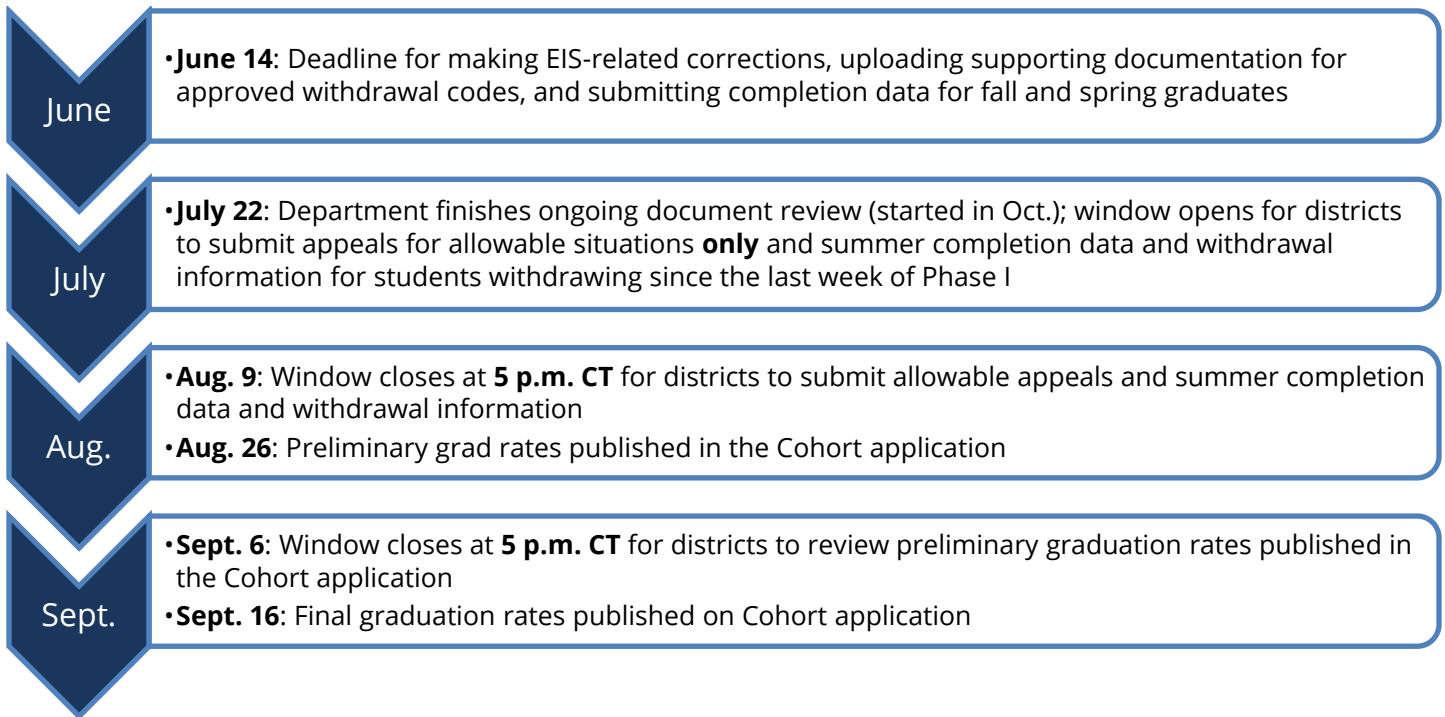 June
•June 14: Deadline for making EIS-related corrections, uploading supporting documentation for
approved withdrawal codes, and submitting completion data for fall and spring graduates
July
•July 22: Department finishes ongoing document review (started in Oct.); window opens for districts
to submit appeals for allowable situations only and summer completion data and withdrawal
information for students withdrawing since the last week of Phase I
Aug.
•Aug. 9: Window closes at 5 p.m. CT for districts to submit allowable appeals and summer completion
data and withdrawal information
•Aug. 26: Preliminary grad rates published in the Cohort application
Sept.
•Sept. 6: Window closes at 5 p.m. CT for districts to review preliminary graduation rates published in
the Cohort application
•Sept. 16: Final graduation rates published on Cohort application